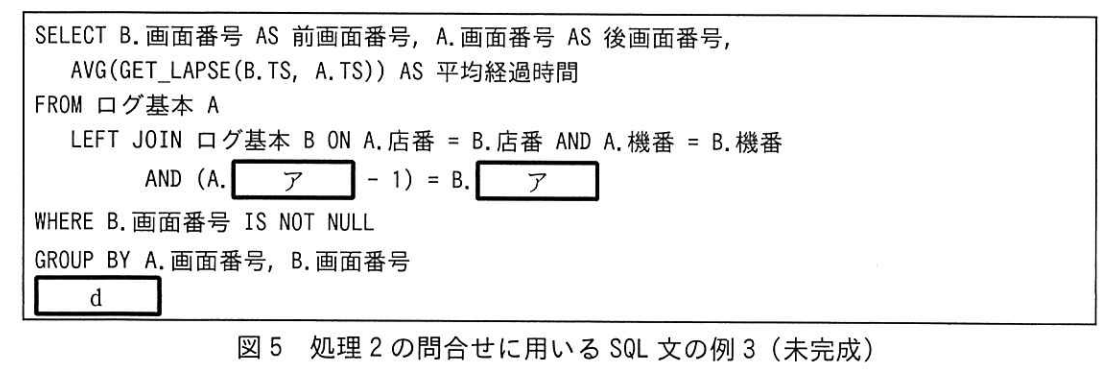 SELECT B.画面番号 AS 前画面番号, A.画面番号 AS 後画面番号,
AVG(GET_LAPSE(B.TS, A.TS)) AS 平均経過時間
FROM ログ基本 A
LEFT JOIN ログ基本 B ON A.店番 = B.店番 AND A.機番 = B.機番
AND (A. ア - 1) = B. ア
WHERE B.画面番号 IS NOT NULL
GROUP BY A.画面番号, B.画面番号
d
図5 処理2の問合せに用いるSQL文の例3（未完成）